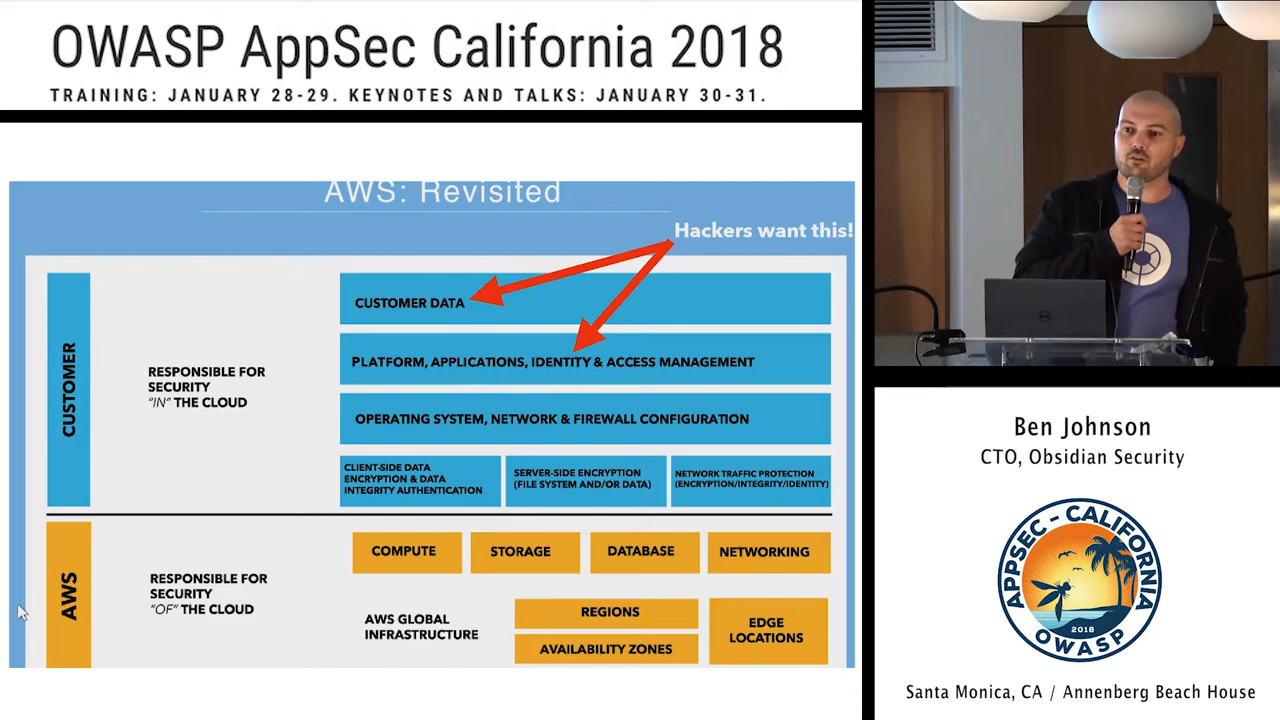 OWASP AppSec California 2018
TRAINING: JANUARY 28-29. KEYNOTES AND TALKS: JANUARY 30-31.
AWS: Revisited
Hackers want this!
CUSTOMER
RESPONSIBLE FOR
SECURITY
"IN" THE CLOUD
CUSTOMER DATA
PLATFORM, APPLICATIONS, IDENTITY & ACCESS MANAGEMENT
OPERATING SYSTEM, NETWORK & FIREWALL CONFIGURATION
CLIENT-SIDE DATA
ENCRYPTION & DATA
INTEGRITY AUTHENTICATION
SERVER-SIDE ENCRYPTION
(FILE SYSTEM AND/OR DATA)
NETWORK TRAFFIC PROTECTION
(ENCRYPTION/INTEGRITY/IDENTITY)
AWS
RESPONSIBLE FOR
SECURITY
"OF" THE CLOUD
COMPUTE
STORAGE
DATABASE
NETWORKING
AWS GLOBAL
INFRASTRUCTURE
REGIONS
AVAILABILITY ZONES
EDGE
LOCATIONS
Ben Johnson
CTO, Obsidian Security
APPSEC - CALIFORNIA
2018
OWASP
Santa Monica, CA / Annenberg Beach House